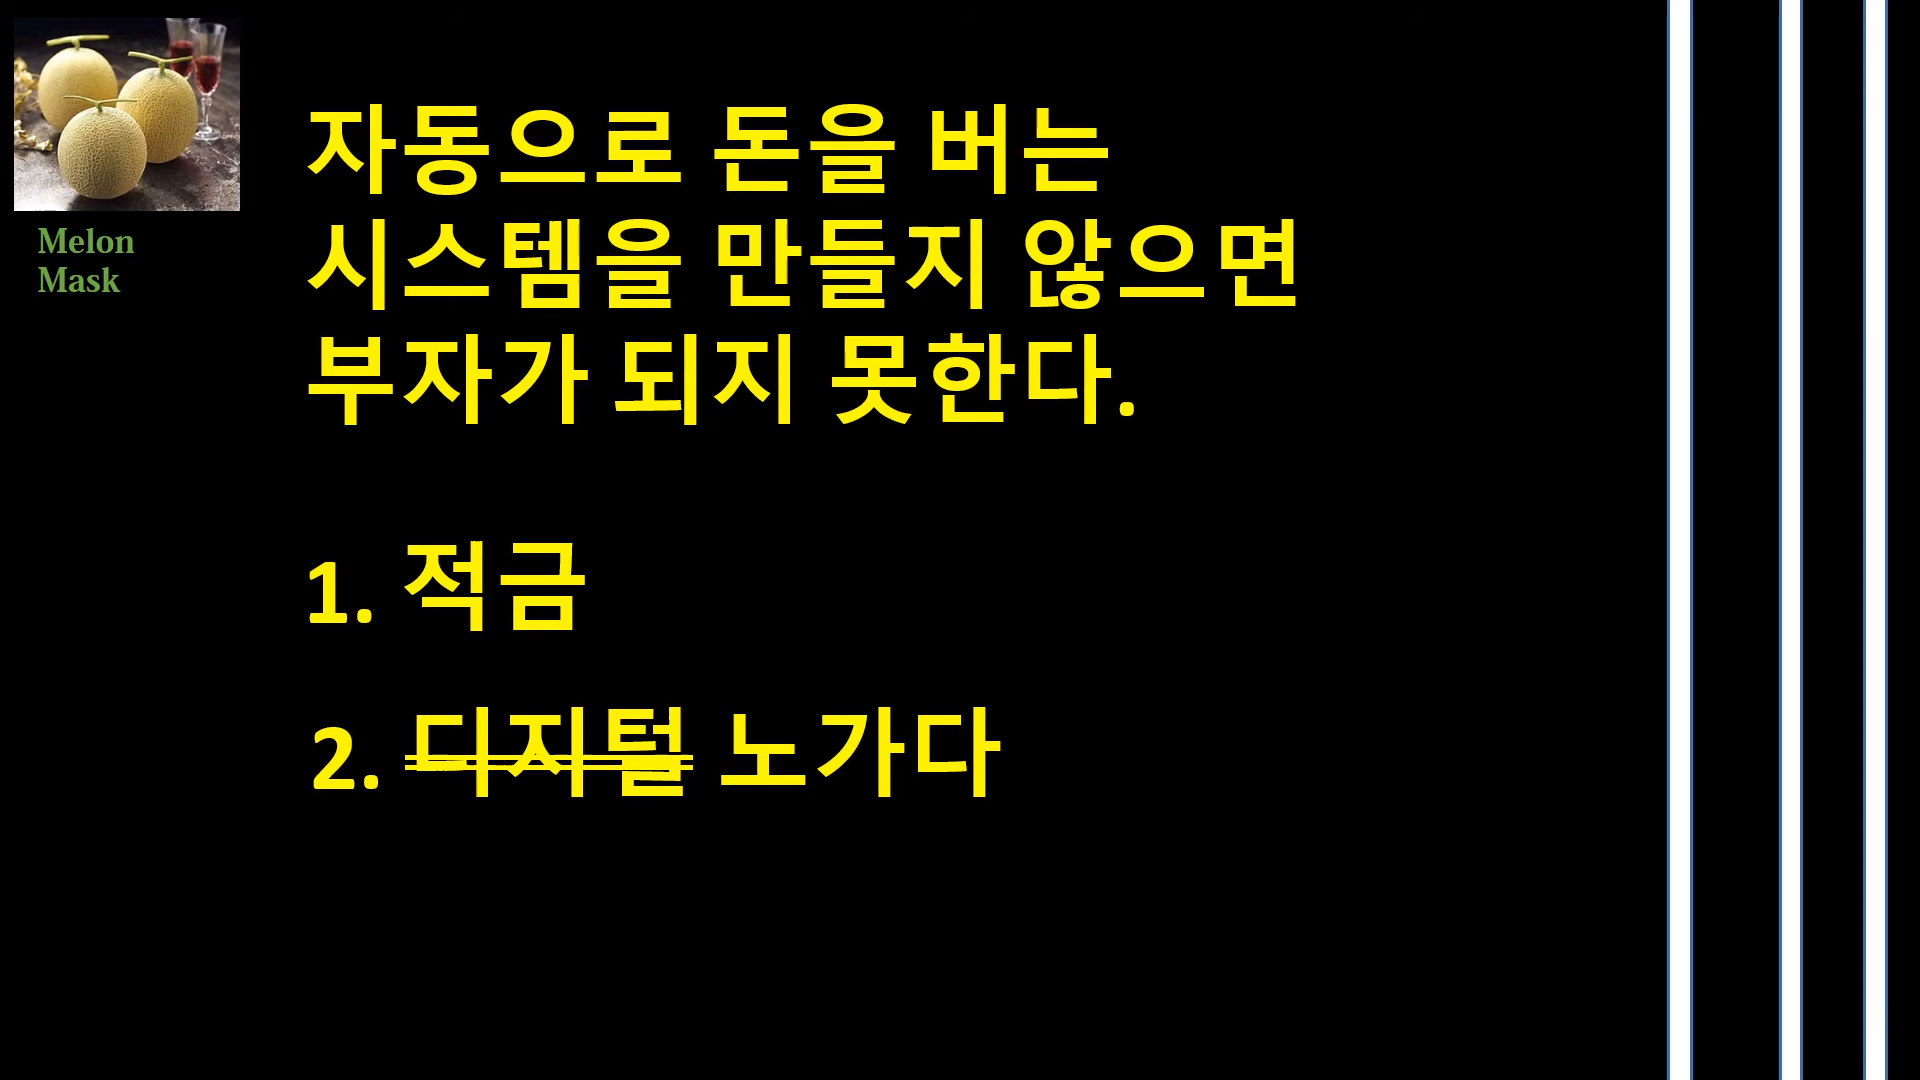 Melon
Mask
자동으로 돈을 버는
시스템을 만들지 않으면
부자가 되지 못한다.
1. 적금
2. 디지털 노가다